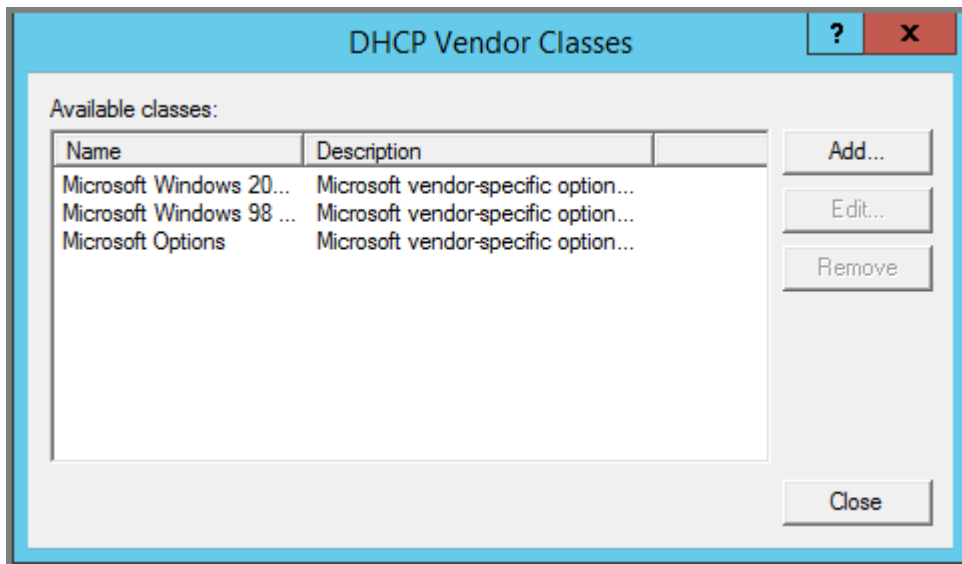 DHCP Vendor Classes ? x
Available classes:
Name Description Add...
Microsoft Windows 20... Microsoft vendor-specific option...
Microsoft Windows 98 ... Microsoft vendor-specific option... Edit...
Microsoft Options Microsoft vendor-specific option...
Remove
Close